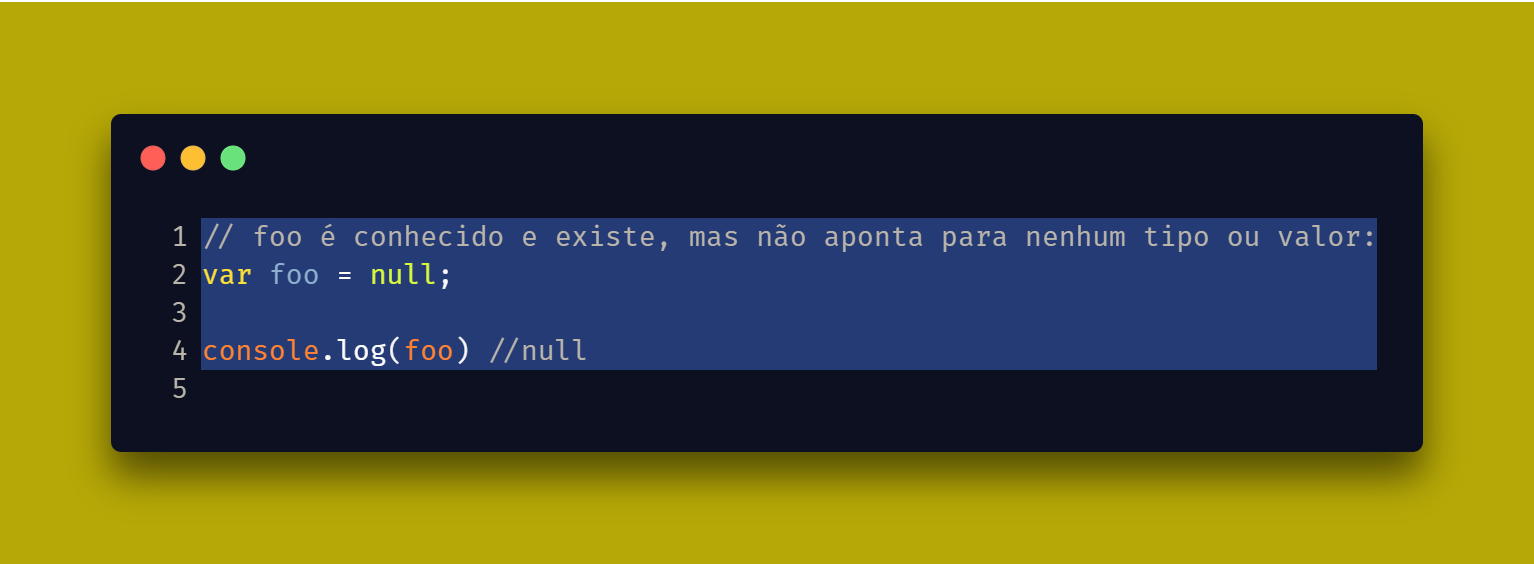 1 // foo é conhecido e existe, mas não aponta para nenhum tipo ou valor:
2 var foo = null;
3
4 console.log(foo) //null
5